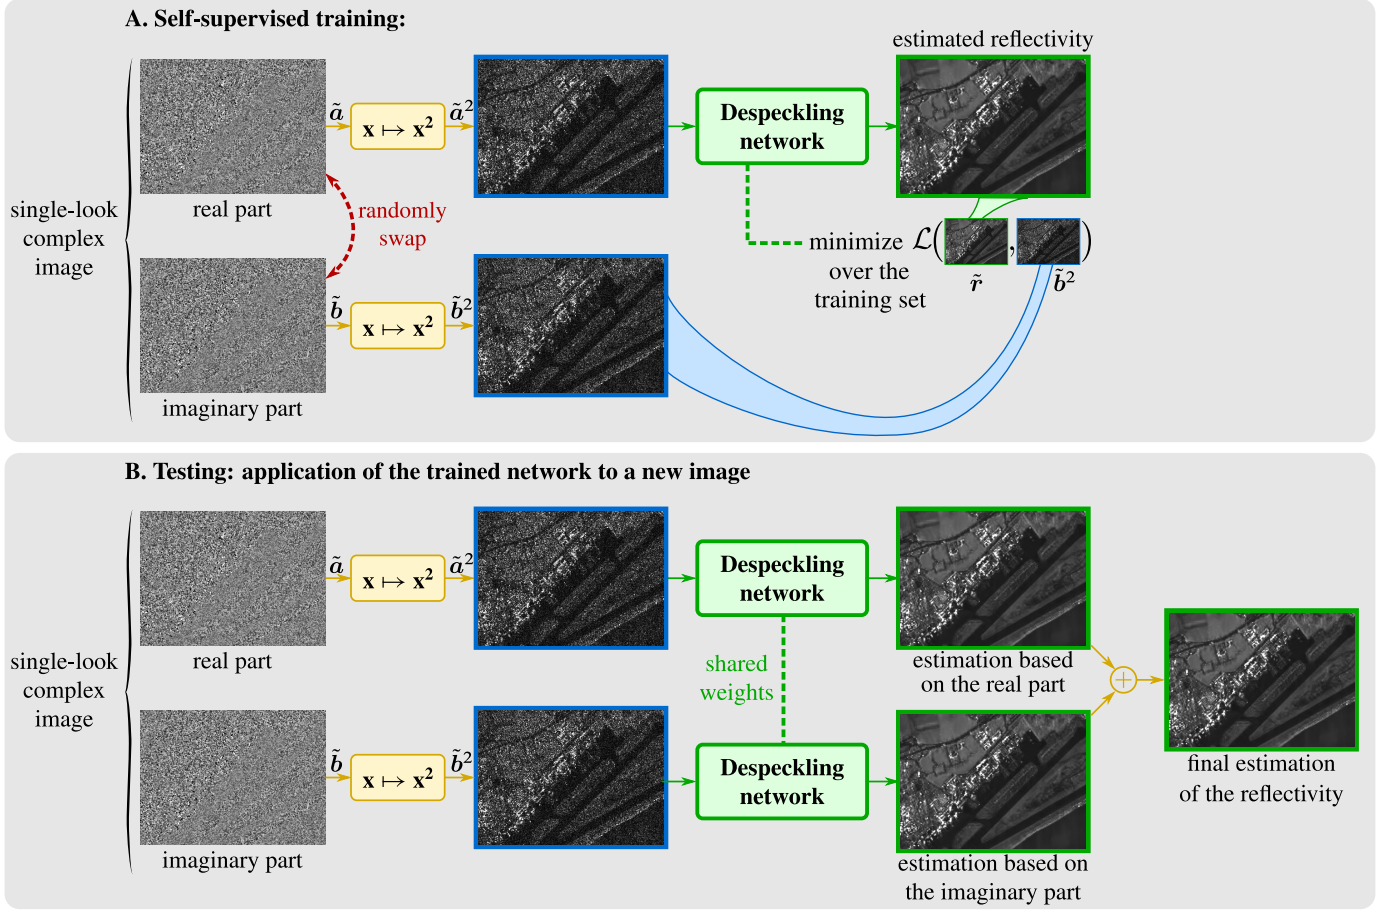 A. Self-supervised training:
single-look
complex
image
real part
ã
x ↦ x²
ã²
randomly
swap
imaginary part
b̃
x ↦ x²
b̃²
Despeckling
network
estimated reflectivity
minimize ℒ( , )
over the
training set
r̃
b̃²
B. Testing: application of the trained network to a new image
single-look
complex
image
real part
ã
x ↦ x²
ã²
Despeckling
network
estimation based
on the real part
shared
weights
imaginary part
b̃
x ↦ x²
b̃²
Despeckling
network
estimation based on
the imaginary part
+
final estimation
of the reflectivity